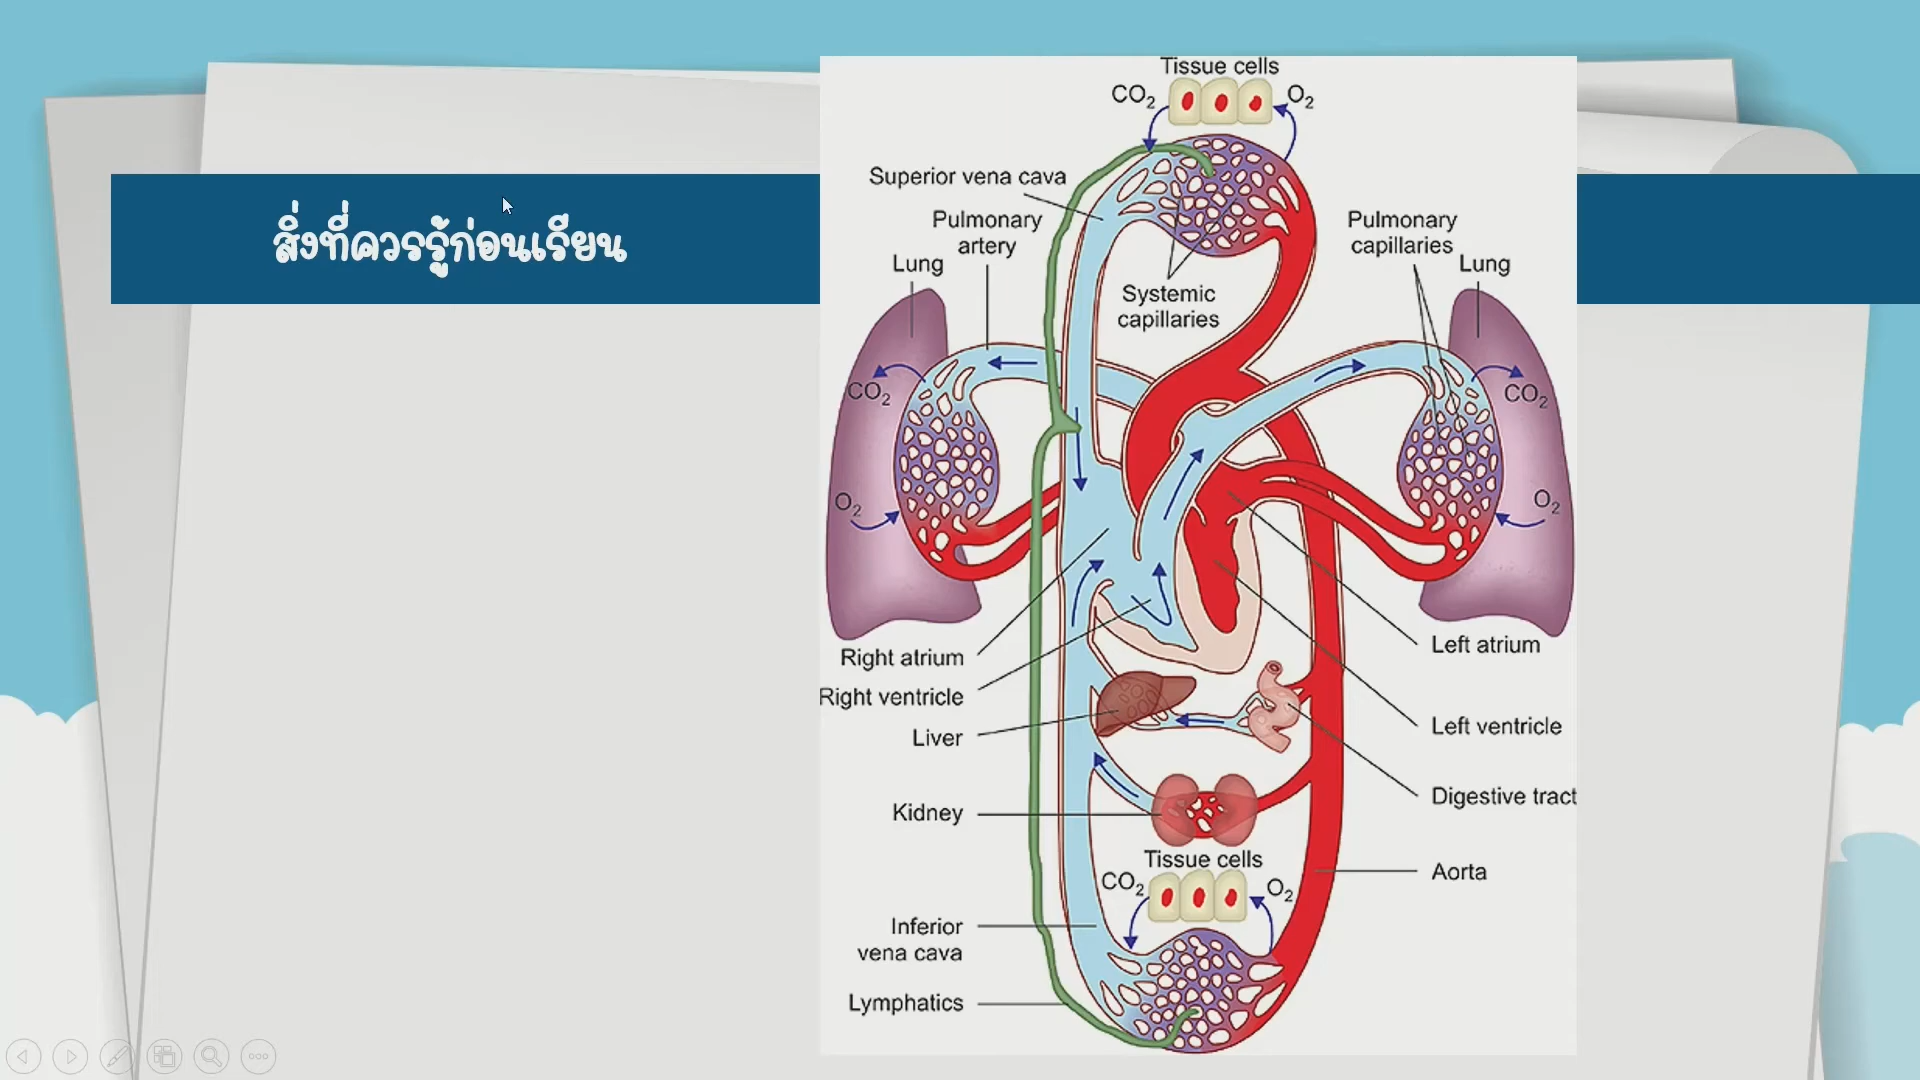 สิ่งที่ควรรู้ก่อนเรียน
Tissue cells
CO₂
O₂
Superior vena cava
Pulmonary
artery
Lung
Systemic
capillaries
Pulmonary
capillaries
Lung
CO₂
O₂
CO₂
O₂
Right atrium
Right ventricle
Liver
Kidney
Left atrium
Left ventricle
Digestive tract
Aorta
Tissue cells
CO₂
O₂
Inferior
vena cava
Lymphatics